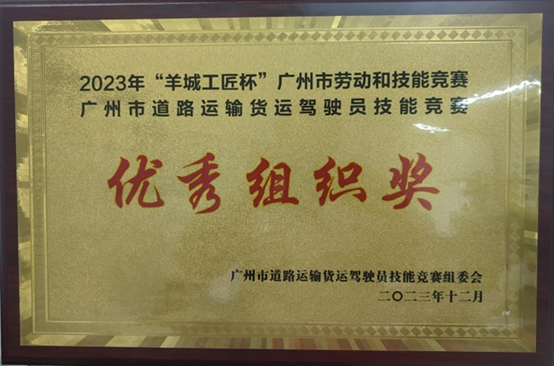 2023年“羊城工匠杯”广州市劳动和技能竞赛
广州市道路运输货运驾驶员技能竞赛
优秀组织奖
广州市道路运输货运驾驶员技能竞赛组委会
二〇二三年十二月